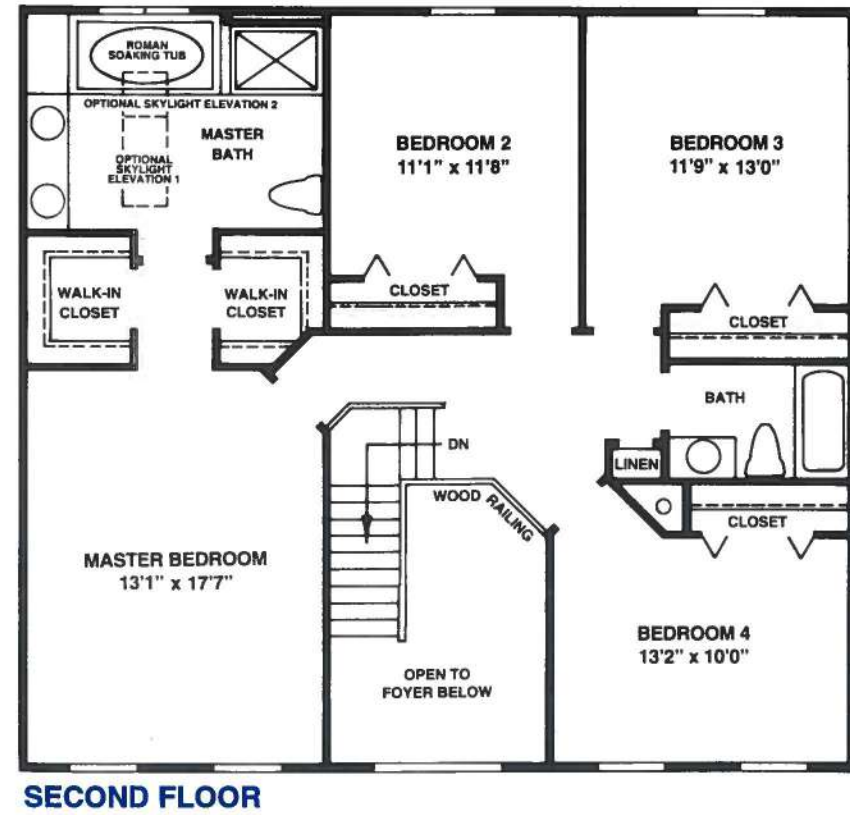 ROMAN
SOAKING TUB
OPTIONAL SKYLIGHT ELEVATION 2
MASTER
BATH
OPTIONAL
SKYLIGHT
ELEVATION 1
BEDROOM 2
11'1" x 11'8"
BEDROOM 3
11'9" x 13'0"
WALK-IN
CLOSET
WALK-IN
CLOSET
CLOSET
CLOSET
BATH
DN
LINEN
WOOD RAILING
CLOSET
MASTER BEDROOM
13'1" x 17'7"
BEDROOM 4
13'2" x 10'0"
OPEN TO
FOYER BELOW
SECOND FLOOR